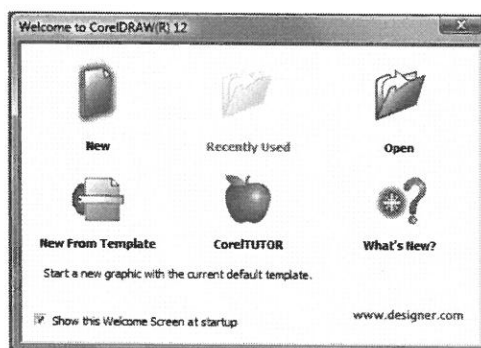 Welcome to CorelDRAW(R) 12
New
Recently Used
Open
New From Template
CorelTUTOR
What's New?
Start a new graphic with the current default template.
Show this Welcome Screen at startup
www.designer.com